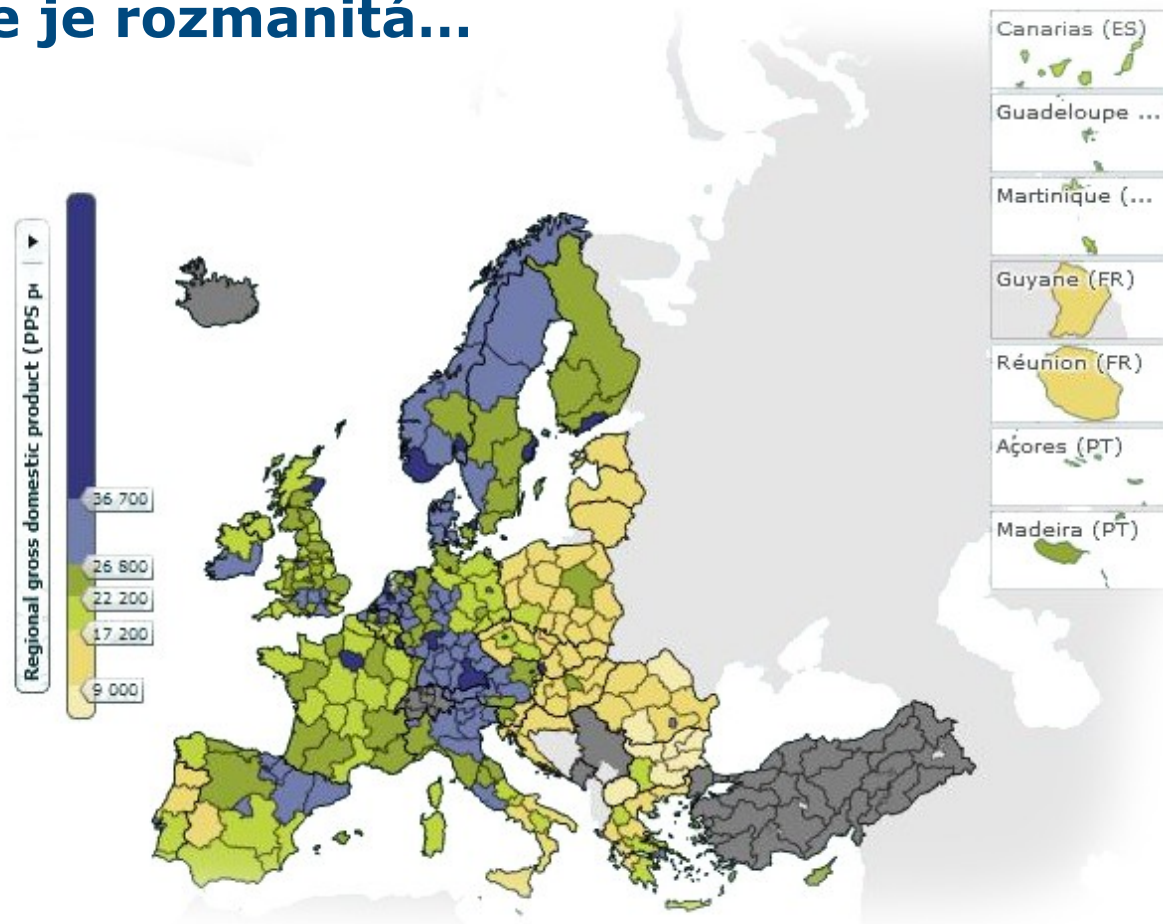 e je rozmanitá...
Canarias (ES)
Guadeloupe ...
Martinique (...
Guyane (FR)
Réunion (FR)
Açores (PT)
Madeira (PT)
Regional gross domestic product (PPS p
36 700
26 800
22 200
17 200
9 000